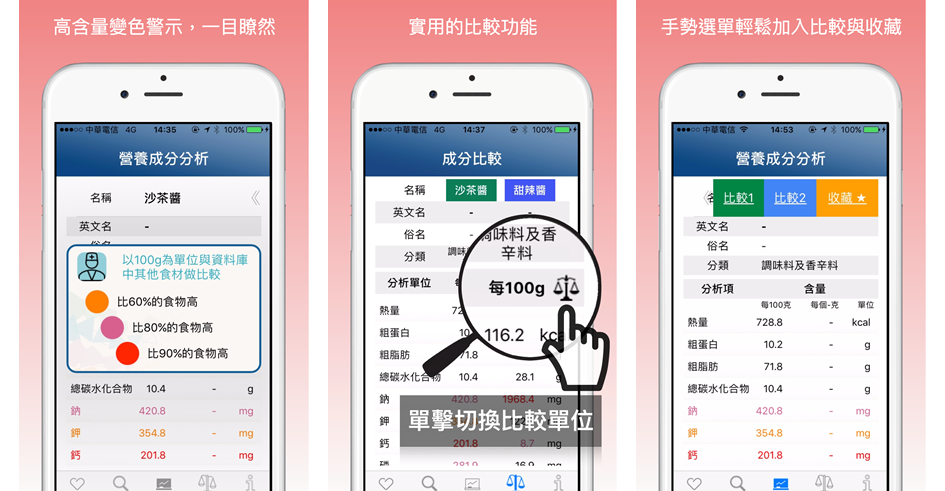 高含量變色警示，一目瞭然
中華電信 4G 14:35 100%
營養成分分析
名稱 沙茶醬
英文名 -
以100g為單位與資料庫
中其他食材做比較
比60%的食物高
比80%的食物高
比90%的食物高
總碳水化合物 10.4 - g
鈉 420.8 - mg
鉀 354.8 - mg
鈣 201.8 - mg
實用的比較功能
中華電信 4G 14:37 100%
成分比較
名稱 沙茶醬 甜辣醬
英文名 - -
俗名 -
分類 調味
調味料及香
辛料
分析單位
每100g
熱量 72
116.2 kc
粗蛋白 10
粗脂肪 71.8
總碳水化合物 10.4 28.1
鈉 420.8 1968.4 mg
鉀
單擊切換比較單位
鈣 201.8 8.7 mg
281.9 16.9 mg
手勢選單輕鬆加入比較與收藏
中華電信 14:53 100%
營養成分分析
比較1 比較2 收藏 ★
英文名 -
俗名 -
分類 調味料及香辛料
分析項 含量
每100克 每個-克 單位
熱量 728.8 - kcal
粗蛋白 10.2 - g
粗脂肪 71.8 - g
總碳水化合物 10.4 - g
鈉 420.8 - mg
鉀 354.8 - mg
鈣 201.8 - mg